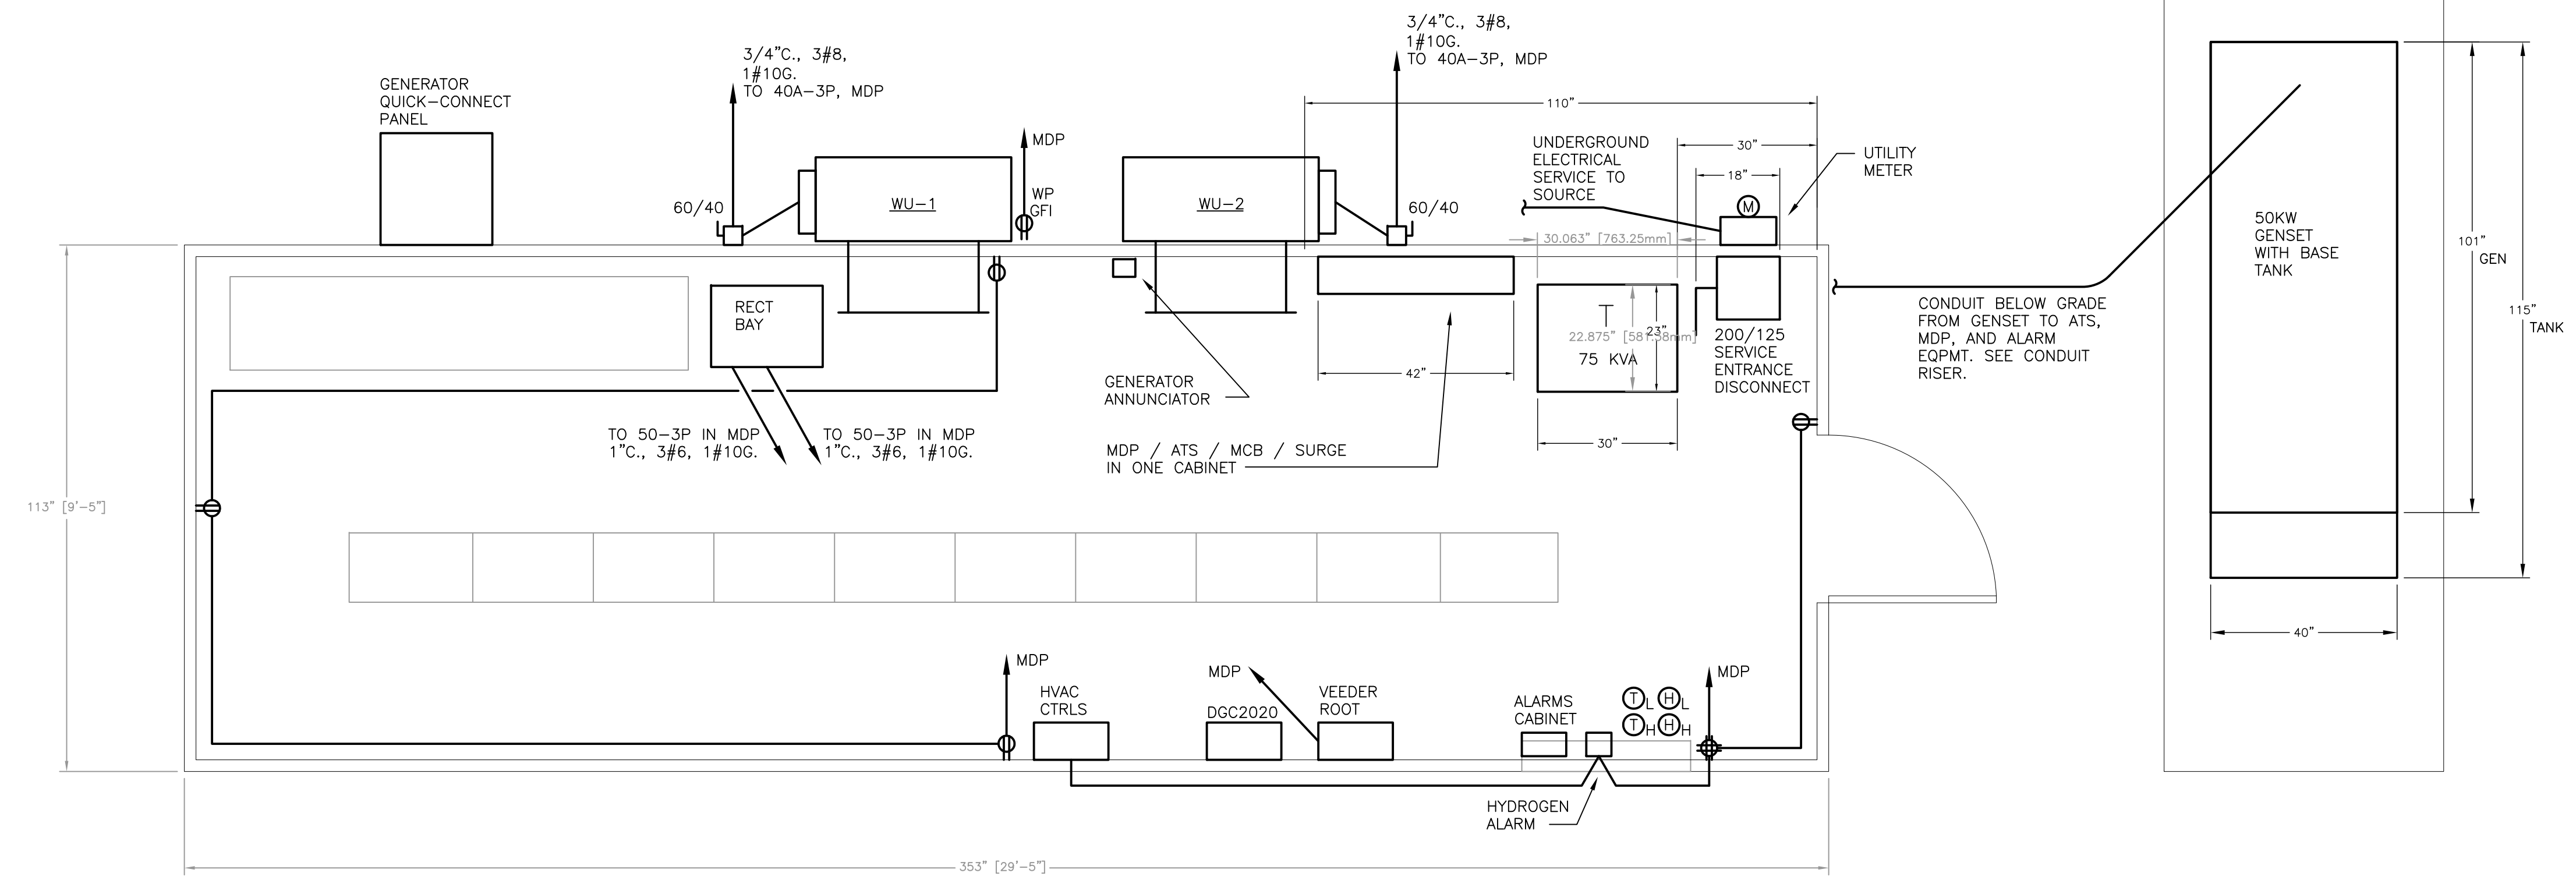 3/4"C., 3#8,
1#10G.
TO 40A-3P, MDP
3/4"C., 3#8,
1#10G.
TO 40A-3P, MDP
GENERATOR
QUICK-CONNECT
PANEL
110"
MDP
UNDERGROUND
ELECTRICAL
SERVICE TO
SOURCE
30"
UTILITY
METER
18"
60/40
WU-1
WP
GFI
WU-2
60/40
M
30.063" [763.25mm]
50KW
GENSET
WITH BASE
TANK
101"
GEN
115"
TANK
RECT
BAY
T
22.875" [581.38mm]
23"
75 KVA
200/125
SERVICE
ENTRANCE
DISCONNECT
CONDUIT BELOW GRADE
FROM GENSET TO ATS,
MDP, AND ALARM
EQPMT. SEE CONDUIT
RISER.
42"
GENERATOR
ANNUNCIATOR
30"
TO 50-3P IN MDP
1"C., 3#6, 1#10G.
TO 50-3P IN MDP
1"C., 3#6, 1#10G.
MDP / ATS / MCB / SURGE
IN ONE CABINET
113" [9'-5"]
40"
MDP
HVAC
CTRLS
MDP
DGC2020
VEEDER
ROOT
ALARMS
CABINET
T L H L
T H H H
MDP
HYDROGEN
ALARM
353" [29'-5"]